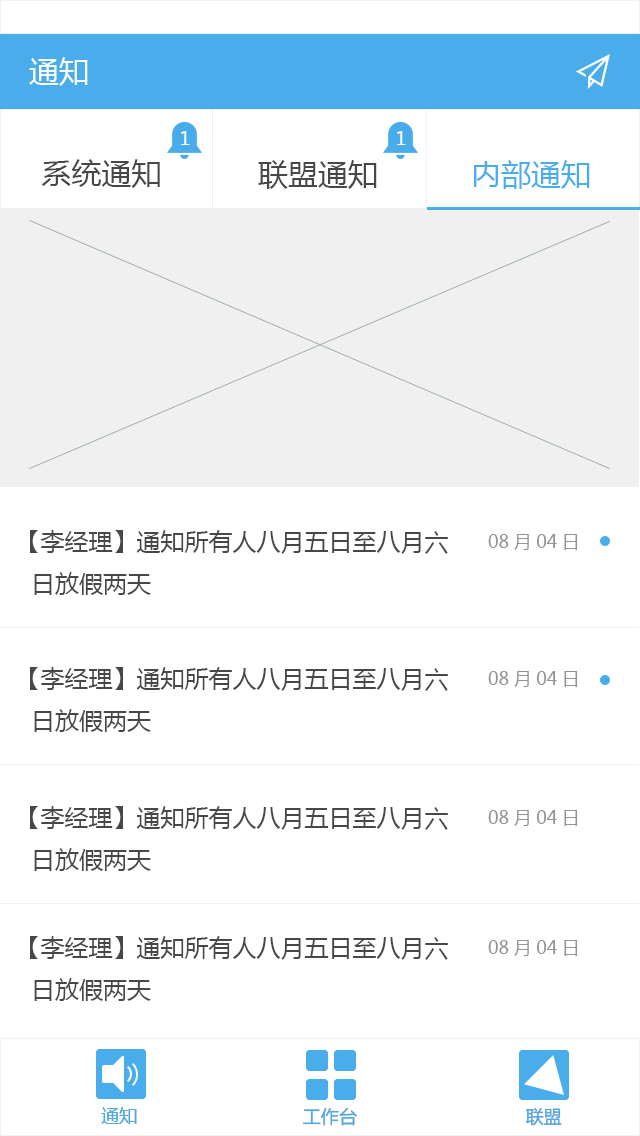 通知
1
1
系统通知
联盟通知
内部通知
【李经理】通知所有人八月五日至八月六
08 月 04 日
日放假两天
【李经理】通知所有人八月五日至八月六
08 月 04 日
日放假两天
【李经理】通知所有人八月五日至八月六
08 月 04 日
日放假两天
【李经理】通知所有人八月五日至八月六
08 月 04 日
日放假两天
通知
工作台
联盟